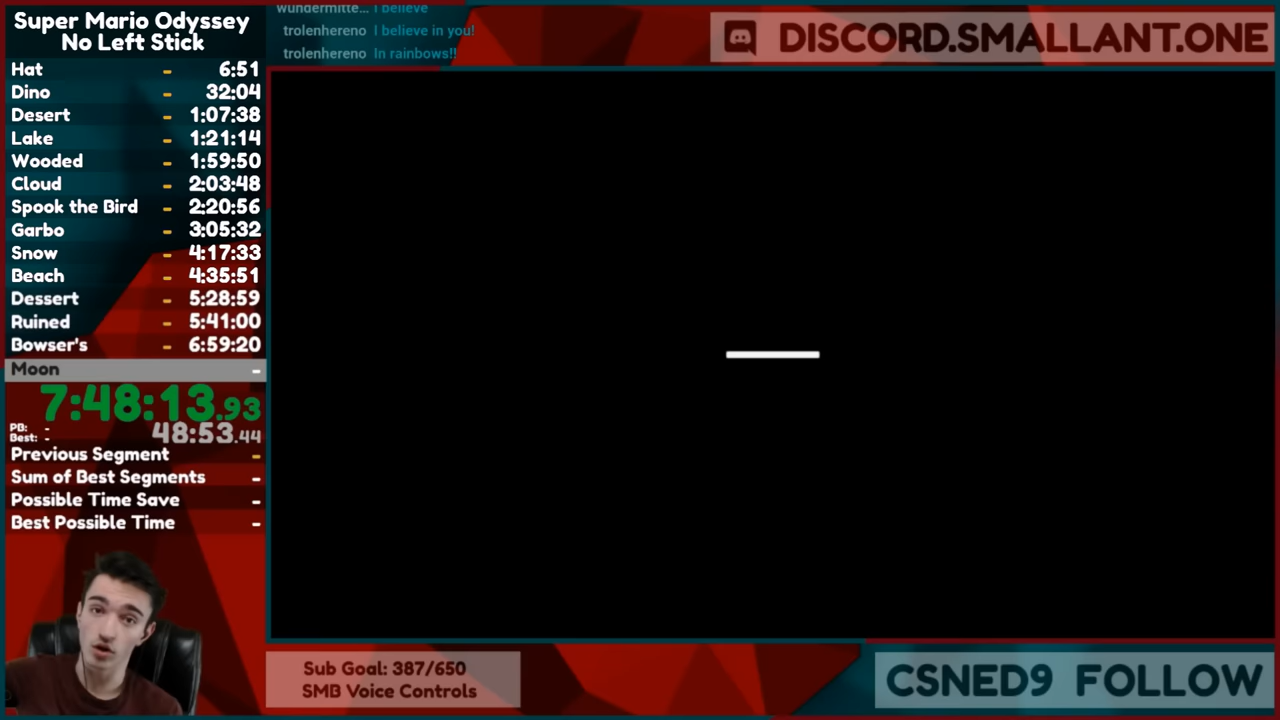 Super Mario Odyssey
No Left Stick
Hat - 6:51
Dino - 32:04
Desert - 1:07:38
Lake - 1:21:14
Wooded - 1:59:50
Cloud - 2:03:48
Spook the Bird - 2:20:56
Garbo - 3:05:32
Snow - 4:17:33
Beach - 4:35:51
Dessert - 5:28:59
Ruined - 5:41:00
Bowser's - 6:59:20
Moon -
7:48:13.93
PB: -
Best: - 48:53.44
Previous Segment -
Sum of Best Segments -
Possible Time Save -
Best Possible Time -
wundermitte... I believe
trolenhereno I believe in you!
trolenhereno In rainbows!!
DISCORD.SMALLANT.ONE
Sub Goal: 387/650
SMB Voice Controls
CSNED9 FOLLOW